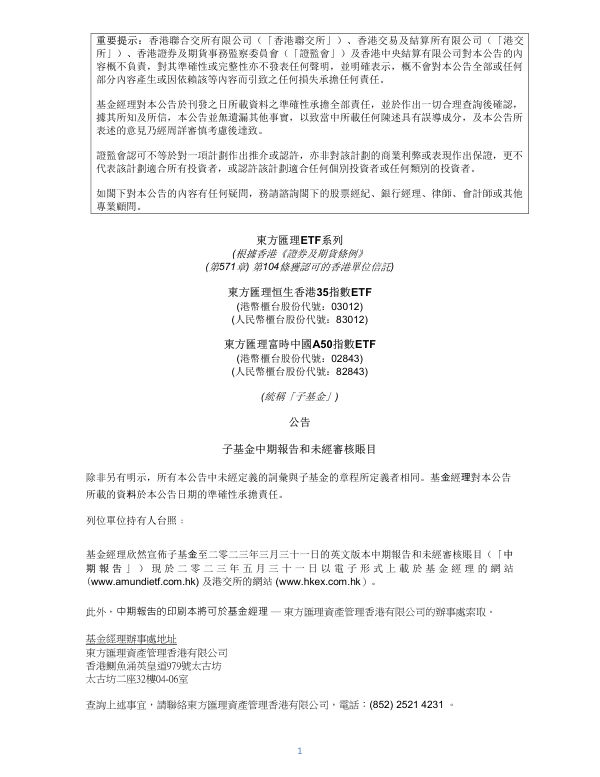 重要提示：香港聯合交所有限公司（「香港聯交所」）、香港交易及結算所有限公司（「港交
所」）、香港證券及期貨事務監察委員會（「證監會」）及香港中央結算有限公司對本公告的內
容概不負責，對其準確性或完整性亦不發表任何聲明，並明確表示，概不會對本公告全部或任何
部分內容產生或因依賴該等內容而引致之任何損失承擔任何責任。
基金經理對本公告於刊發之日所載資料之準確性承擔全部責任，並於作出一切合理查詢後確認，
據其所知及所信，本公告並無遺漏其他事實，以致當中所載任何陳述具有誤導成分，及本公告所
表述的意見乃經周詳審慎考慮後達致。
證監會認可不等於對一項計劃作出推介或認許，亦非對該計劃的商業利弊或表現作出保證，更不
代表該計劃適合所有投資者，或認許該計劃適合任何個別投資者或任何類別的投資者。
如閣下對本公告的內容有任何疑問，務請諮詢閣下的股票經紀、銀行經理、律師、會計師或其他
專業顧問。
東方匯理ETF系列
(根據香港《證券及期貨條例》
(第571章) 第104條獲認可的香港單位信託)
東方匯理恒生香港35指數ETF
(港幣櫃台股份代號：03012)
(人民幣櫃台股份代號：83012)
東方匯理富時中國A50指數ETF
(港幣櫃台股份代號：02843)
(人民幣櫃台股份代號：82843)
(統稱「子基金」)
公告
子基金中期報告和未經審核賬目
除非另有明示，所有本公告中未經定義的詞彙與子基金的章程所定義者相同。基金經理對本公告
所載的資料於本公告日期的準確性承擔責任。
列位單位持有人台照：
基金經理欣然宣佈子基金至二零二三年三月三十一日的英文版本中期報告和未經審核賬目（「中
期報告」）現於二零二三年五月三十一日以電子形式上載於基金經理的網站
(www.amundietf.com.hk) 及港交所的網站 (www.hkex.com.hk ) 。
此外，中期報告的印刷本將可於基金經理 — 東方匯理資產管理香港有限公司的辦事處索取。
基金經理辦事處地址
東方匯理資產管理香港有限公司
香港鰂魚涌英皇道979號太古坊
太古坊二座32樓04-06室
查詢上述事宜，請聯絡東方匯理資產管理香港有限公司，電話：(852) 2521 4231 。
1